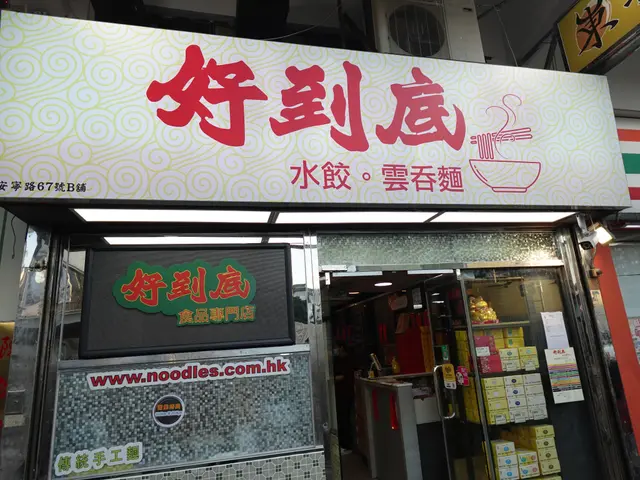 好到底
水餃。雲吞麵
安寧路67號B舖
好到底
食品專門店
www.noodles.com.hk
傳統手工麵